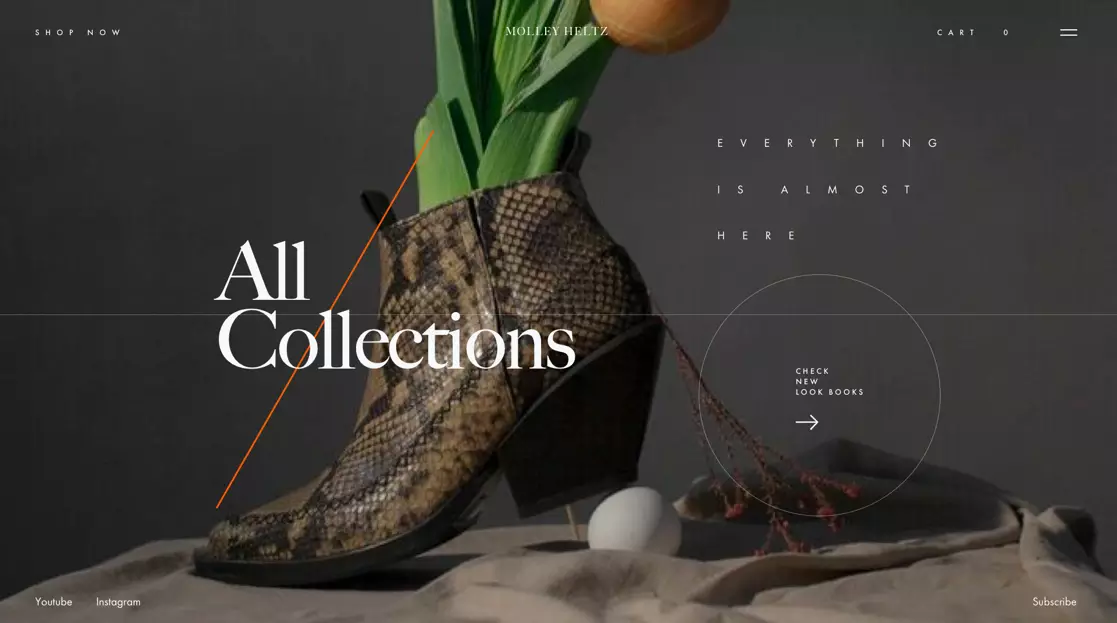 SHOP NOW
MOLLEY HELTZ
CART 0
EVERYTHING
IS ALMOST
HERE
All
Collections
CHECK
NEW
LOOK BOOKS
Youtube Instagram
Subscribe